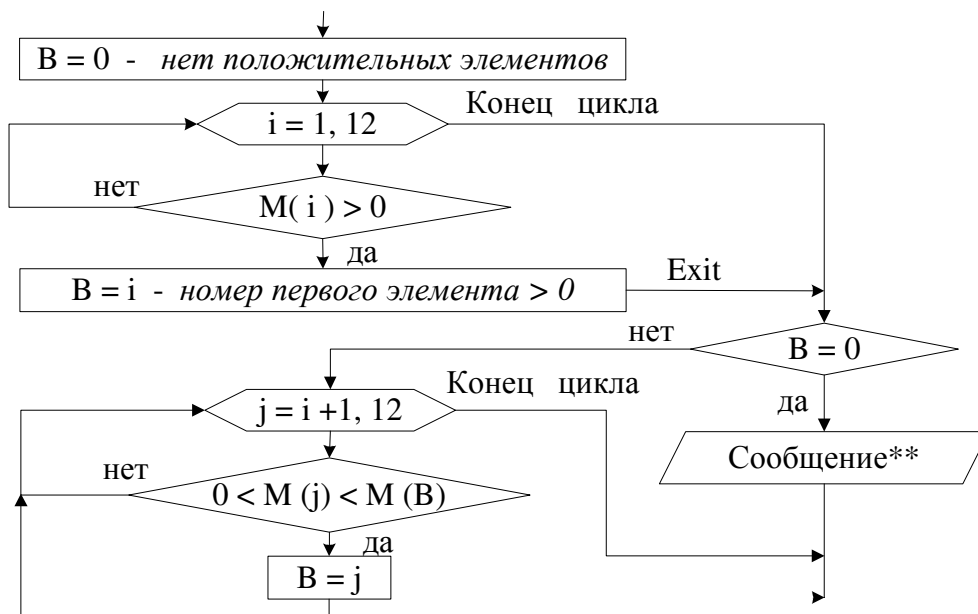 B = 0 - нет положительных элементов
Конец цикла
i = 1, 12
нет
M( i ) > 0
да
Exit
B = i - номер первого элемента > 0
нет
B = 0
Конец цикла
j = i +1, 12
да
нет
Сообщение**
0 < M (j) < M (B)
да
B = j